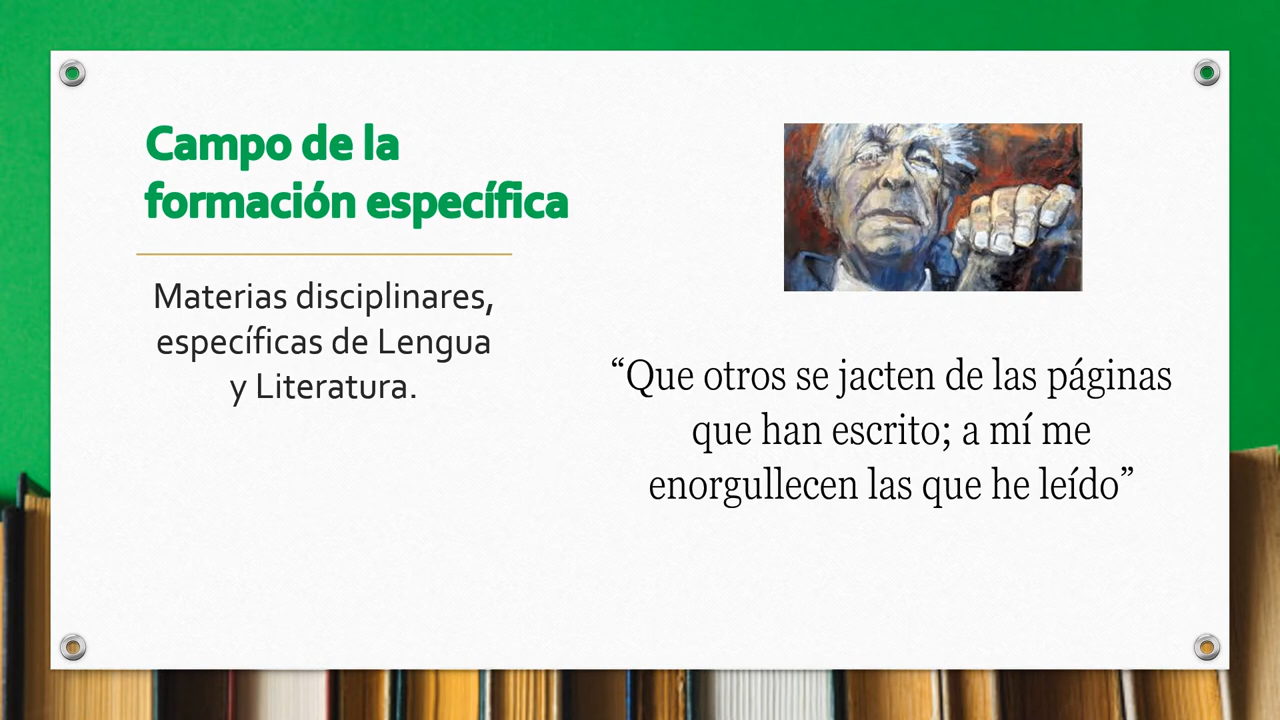 Campo de la
formación específica
Materias disciplinares,
específicas de Lengua
y Literatura.
“Que otros se jacten de las páginas
que han escrito; a mí me
enorgullecen las que he leído”